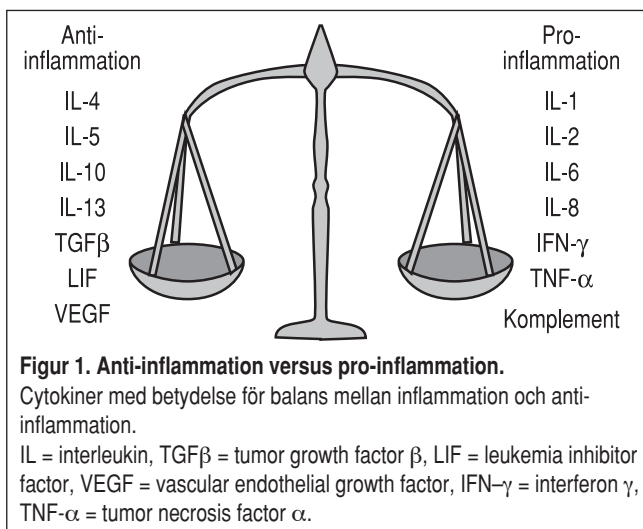 Anti-
inflammation
IL-4
IL-5
IL-10
IL-13
TGFβ
LIF
VEGF
Pro-
inflammation
IL-1
IL-2
IL-6
IL-8
IFN-γ
TNF-α
Komplement
Figur 1. Anti-inflammation versus pro-inflammation.
Cytokiner med betydelse för balans mellan inflammation och anti-
inflammation.
IL = interleukin, TGFβ = tumor growth factor β, LIF = leukemia inhibitor
factor, VEGF = vascular endothelial growth factor, IFN–γ = interferon γ,
TNF-α = tumor necrosis factor α.